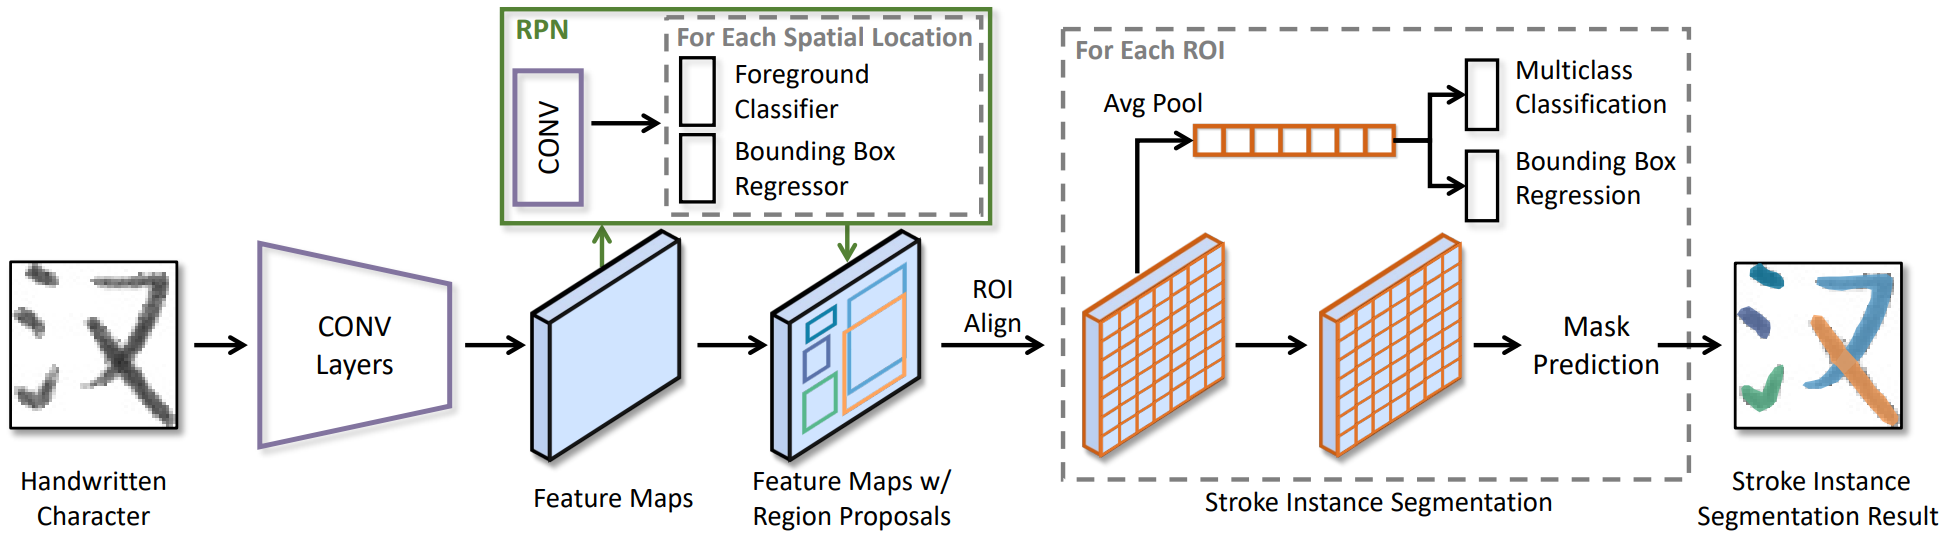 RPN
For Each Spatial Location
Foreground
Classifier
Bounding Box
Regressor
CONV
For Each ROI
Avg Pool
Multiclass
Classification
Bounding Box
Regression
汉
CONV
Layers
ROI
Align
Mask
Prediction
汉
Handwritten
Character
Feature Maps
Feature Maps w/
Region Proposals
Stroke Instance Segmentation
Stroke Instance
Segmentation Result